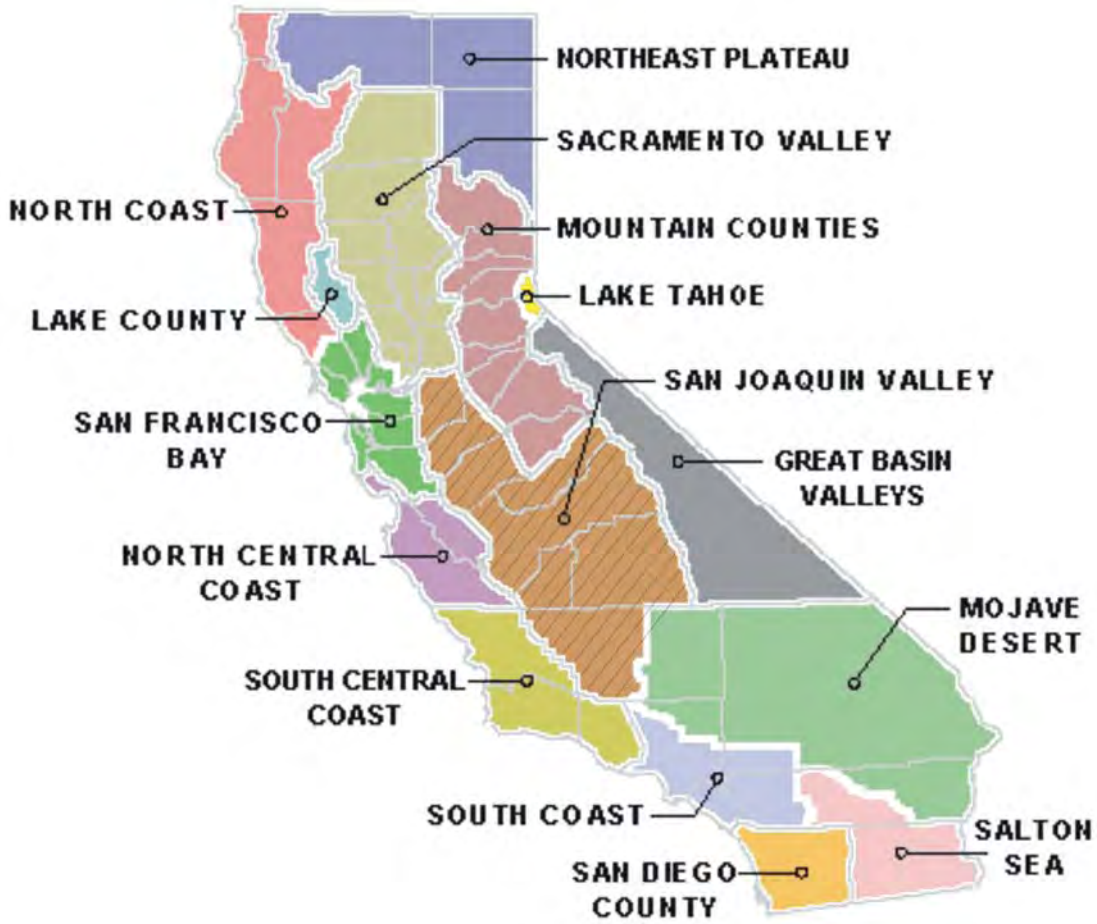 NORTHEAST PLATEAU
SACRAMENTO VALLEY
NORTH COAST
MOUNTAIN COUNTIES
LAKE TAHOE
LAKE COUNTY
SAN JOAQUIN VALLEY
SAN FRANCISCO
BAY
GREAT BASIN
VALLEYS
NORTH CENTRAL
COAST
MOJAVE
DESERT
SOUTH CENTRAL
COAST
SOUTH COAST
SALTON
SEA
SAN DIEGO
COUNTY